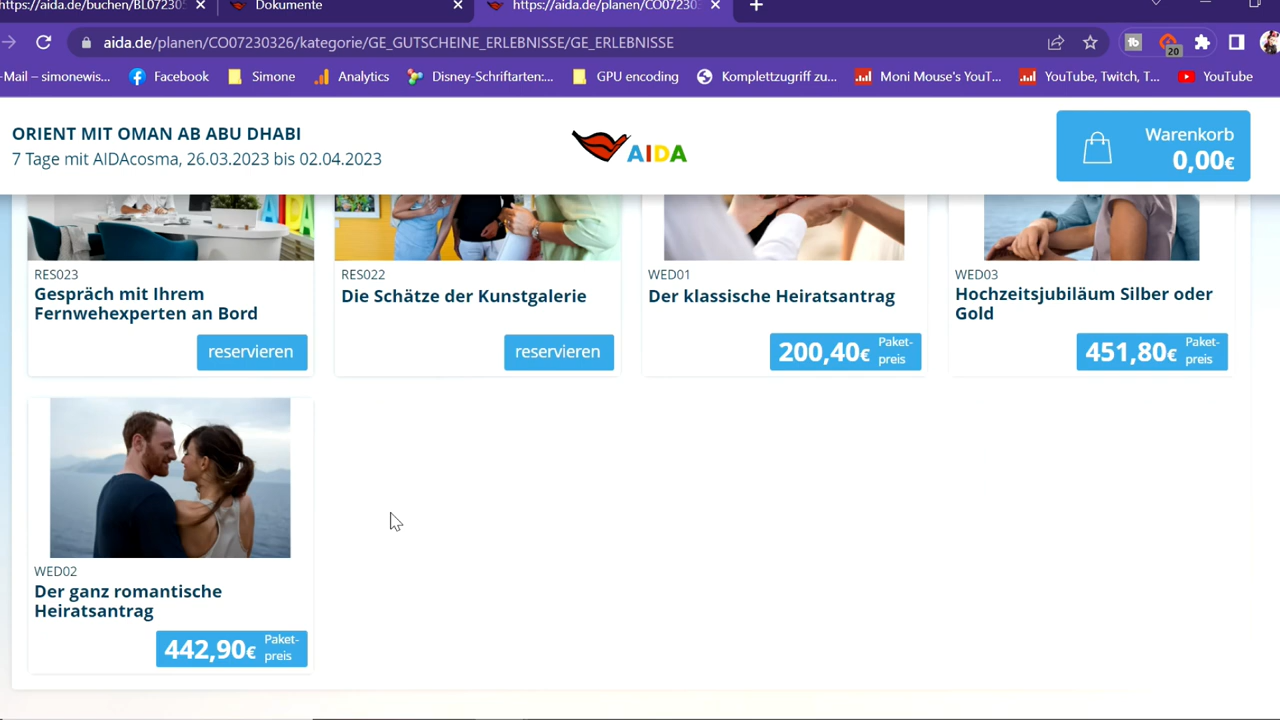 https://aida.de/buchen/BL07230
Dokumente
https://aida.de/planen/CO07230
aida.de/planen/CO07230326/kategorie/GE_GUTSCHEINE_ERLEBNISSE/GE_ERLEBNISSE
20
-Mail – simonewis...
Facebook
Simone
Analytics
Disney-Schriftarten:...
GPU encoding
Komplettzugriff zu...
Moni Mouse's YouT...
YouTube, Twitch, T...
YouTube
ORIENT MIT OMAN AB ABU DHABI
7 Tage mit AIDAcosma, 26.03.2023 bis 02.04.2023
AIDA
Warenkorb
0,00€
RES023
Gespräch mit Ihrem
Fernwehexperten an Bord
reservieren
RES022
Die Schätze der Kunstgalerie
reservieren
WED01
Der klassische Heiratsantrag
200,40€ Paket-
preis
WED03
Hochzeitsjubiläum Silber oder
Gold
451,80€ Paket-
preis
WED02
Der ganz romantische
Heiratsantrag
442,90€ Paket-
preis